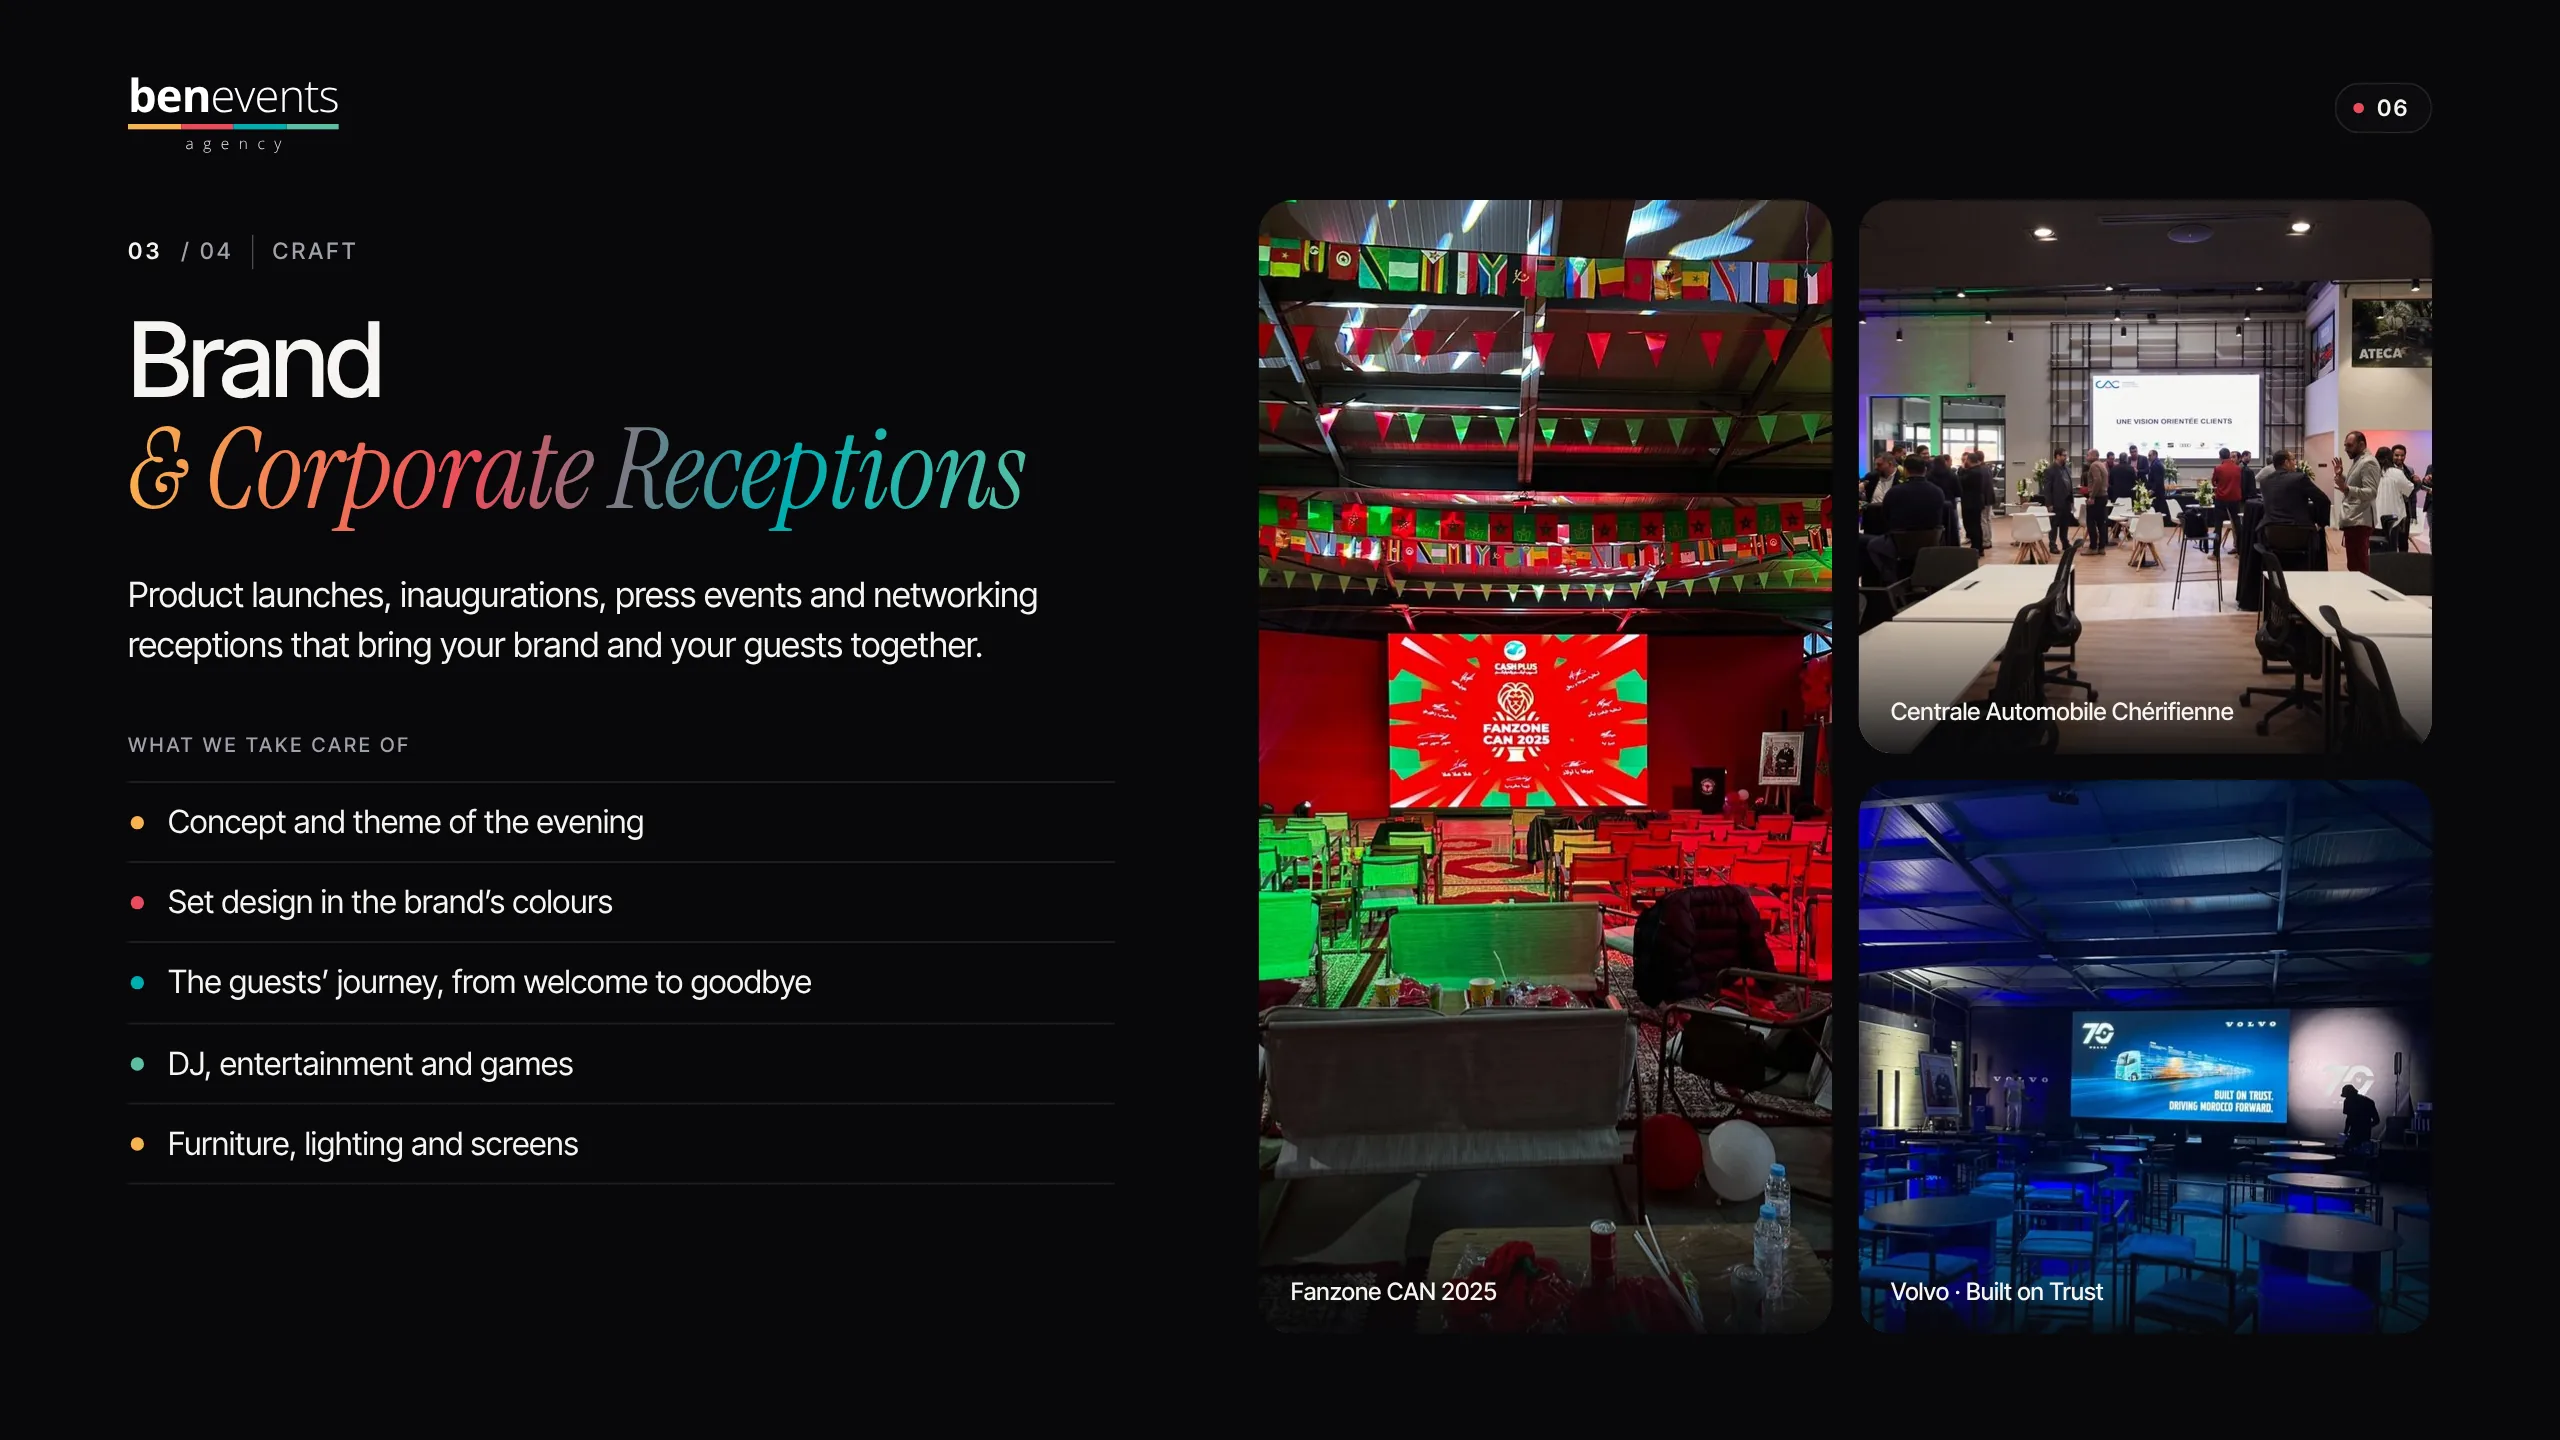 benevents
agency
06
03 / 04 | CRAFT
Brand
& Corporate Receptions
Product launches, inaugurations, press events and networking
receptions that bring your brand and your guests together.
WHAT WE TAKE CARE OF
Concept and theme of the evening
Set design in the brand’s colours
The guests’ journey, from welcome to goodbye
DJ, entertainment and games
Furniture, lighting and screens
CASH PLUS
FANZONE
CAN 2025
Fanzone CAN 2025
ATECA
CAC
UNE VISION ORIENTÉE CLIENTS
Centrale Automobile Chérifienne
70
VOLVO
VOLVO
70
BUILT ON TRUST.
DRIVING MOROCCO FORWARD.
Volvo · Built on Trust